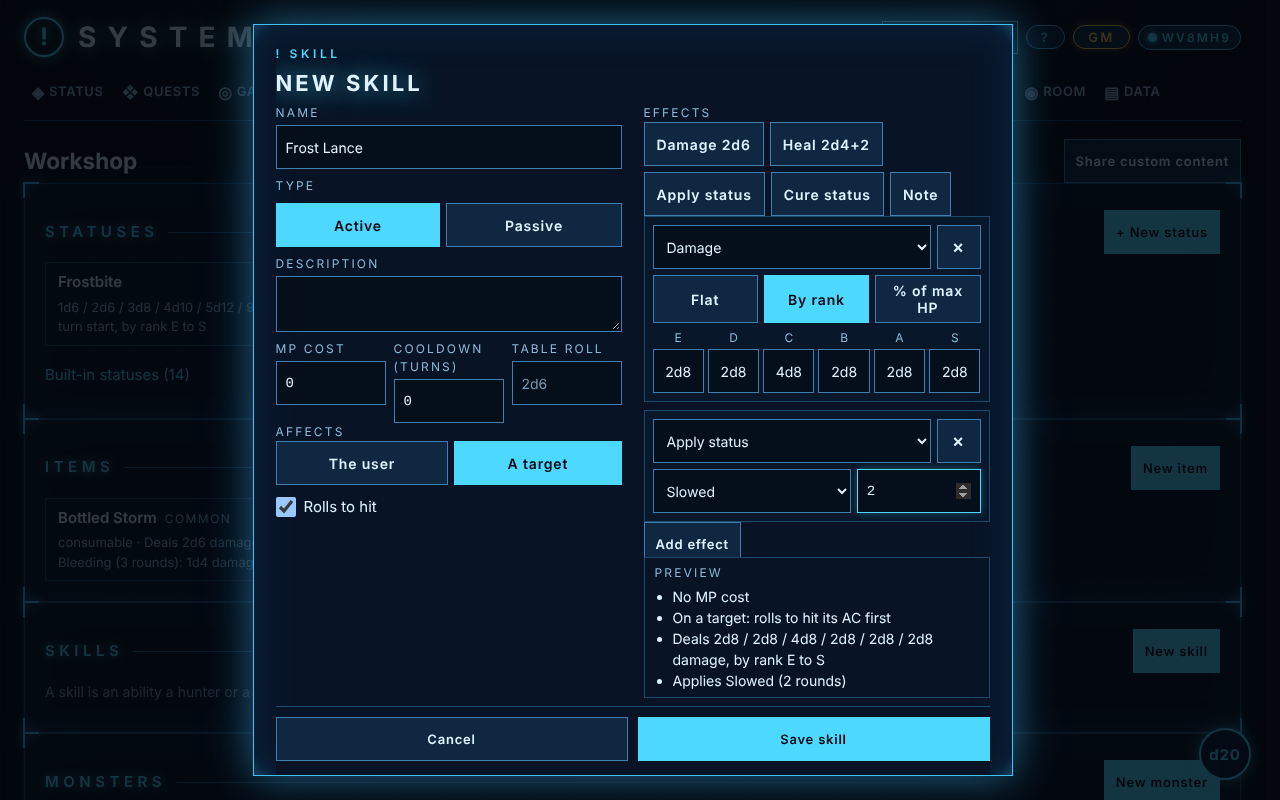 ! SYSTEM
? GM WV8MH9
STATUS QUESTS ROOM DATA
Workshop
Share custom content
STATUSES
+ New status
Frostbite
1d6 / 2d6 / 3d8 / 4d10 / 5d12 /
turn start, by rank E to S
Built-in statuses (14)
ITEMS
New item
Bottled Storm COMMON
consumable · Deals 2d6
Bleeding (3 rounds): 1d4
SKILLS
New skill
A skill is an ability a hunter or a
MONSTERS
New monster
d20
! SKILL
NEW SKILL
NAME
Frost Lance
TYPE
Active Passive
DESCRIPTION
MP COST COOLDOWN (TURNS) TABLE ROLL
0 0 2d6
AFFECTS
The user A target
Rolls to hit
EFFECTS
Damage 2d6 Heal 2d4+2
Apply status Cure status Note
Damage ×
Flat By rank % of max HP
E D C B A S
2d8 2d8 4d8 2d8 2d8 2d8
Apply status ×
Slowed 2
Add effect
PREVIEW
No MP cost
On a target: rolls to hit its AC first
Deals 2d8 / 2d8 / 4d8 / 2d8 / 2d8 / 2d8
damage, by rank E to S
Applies Slowed (2 rounds)
Cancel Save skill